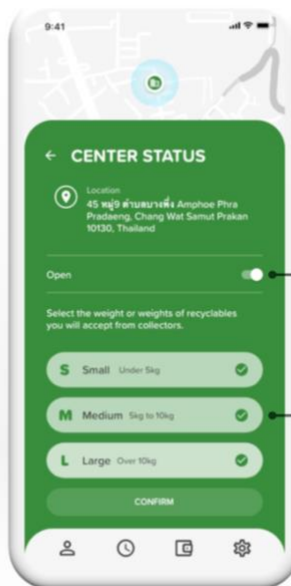 9:41
CENTER STATUS
Location
45 หมู่9 ตำบลบางพึ่ง Amphoe Phra
Pradaeng, Chang Wat Samut Prakan
10130, Thailand
Open
Select the weight or weights of recyclables
you will accept from collectors.
S Small Under 5kg
M Medium 5kg to 10kg
L Large Over 10kg
CONFIRM